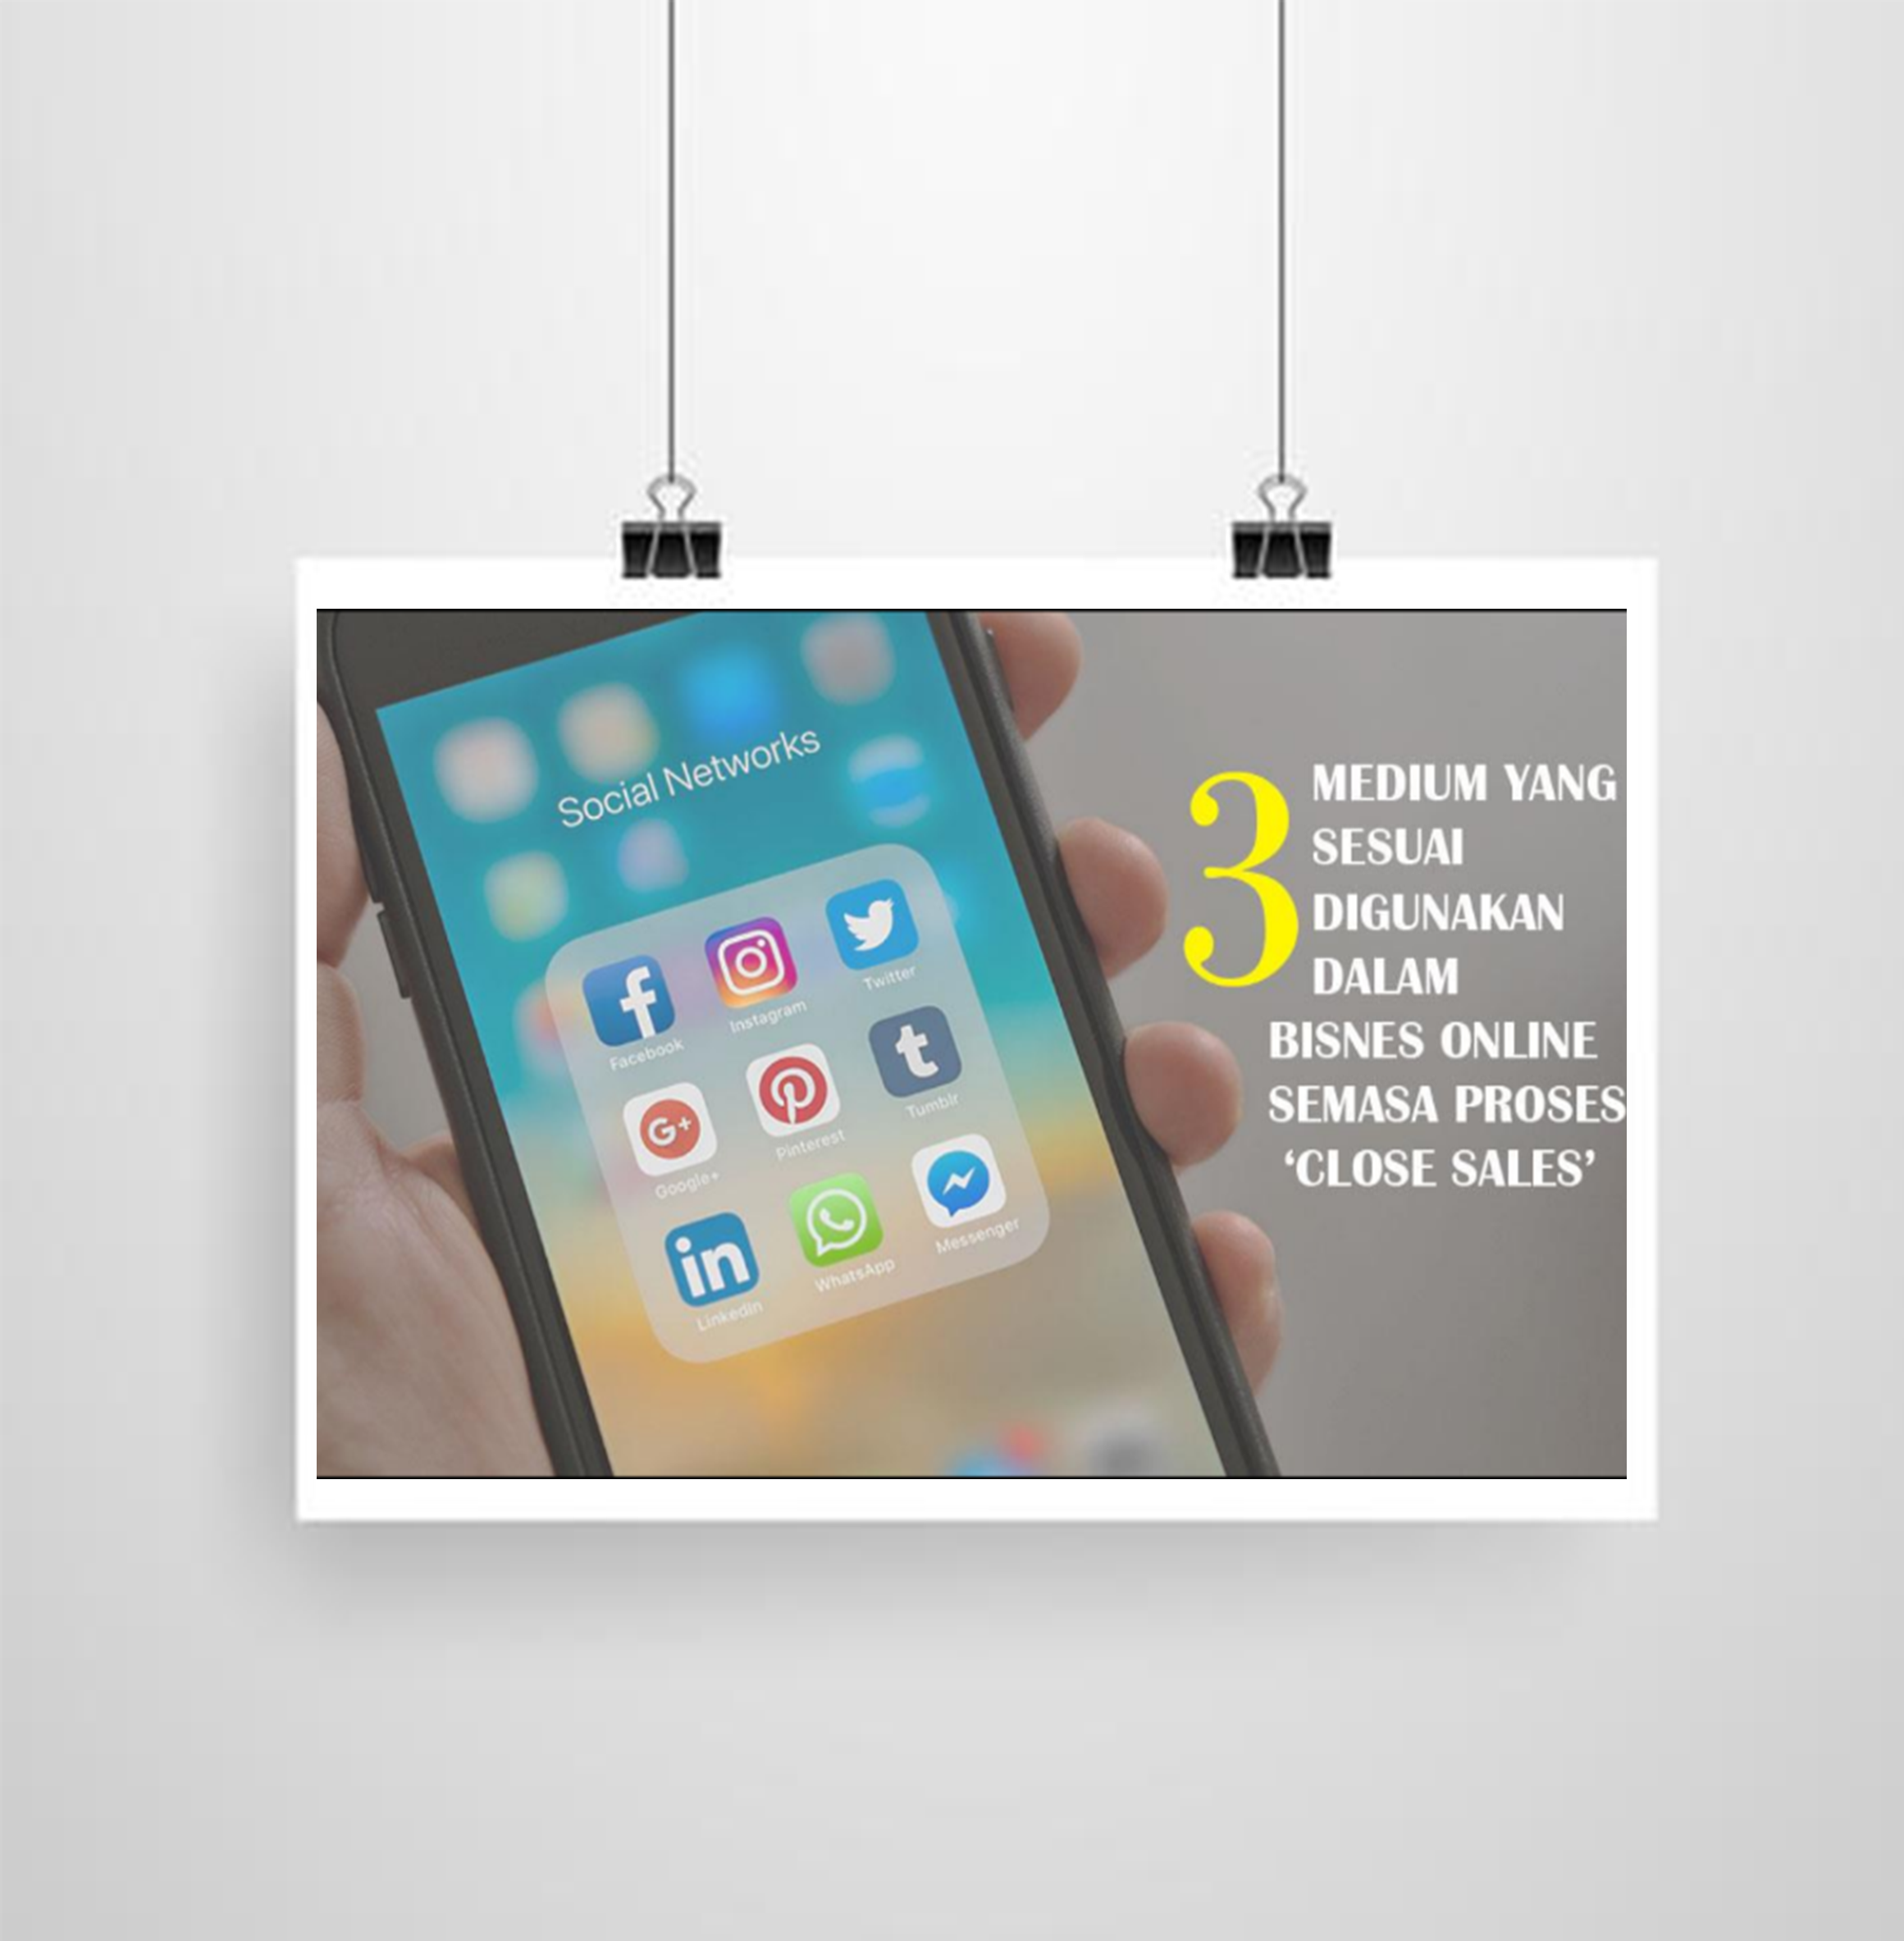 Social Networks
Facebook
Instagram
Twitter
G+
Google+
Pinterest
t
Tumblr
in
LinkedIn
WhatsApp
Messenger
3 MEDIUM YANG
SESUAI
DIGUNAKAN
DALAM
BISNES ONLINE
SEMASA PROSES
‘CLOSE SALES’